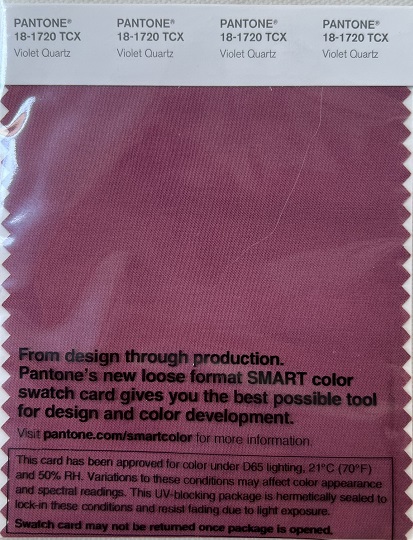 PANTONE® PANTONE® PANTONE® PANTONE®
18-1720 TCX 18-1720 TCX 18-1720 TCX 18-1720 TCX
Violet Quartz Violet Quartz Violet Quartz Violet Quartz
From design through production.
Pantone's new loose format SMART color
swatch card gives you the best possible tool
for design and color development.
Visit pantone.com/smartcolor for more information.
This card has been approved for color under D65 lighting, 21°C (70°F)
and 50% RH. Variations to these conditions may affect color appearance
and spectral readings. This UV-blocking package is hermetically sealed to
lock-in these conditions and resist fading due to light exposure.
Swatch card may not be returned once package is opened.